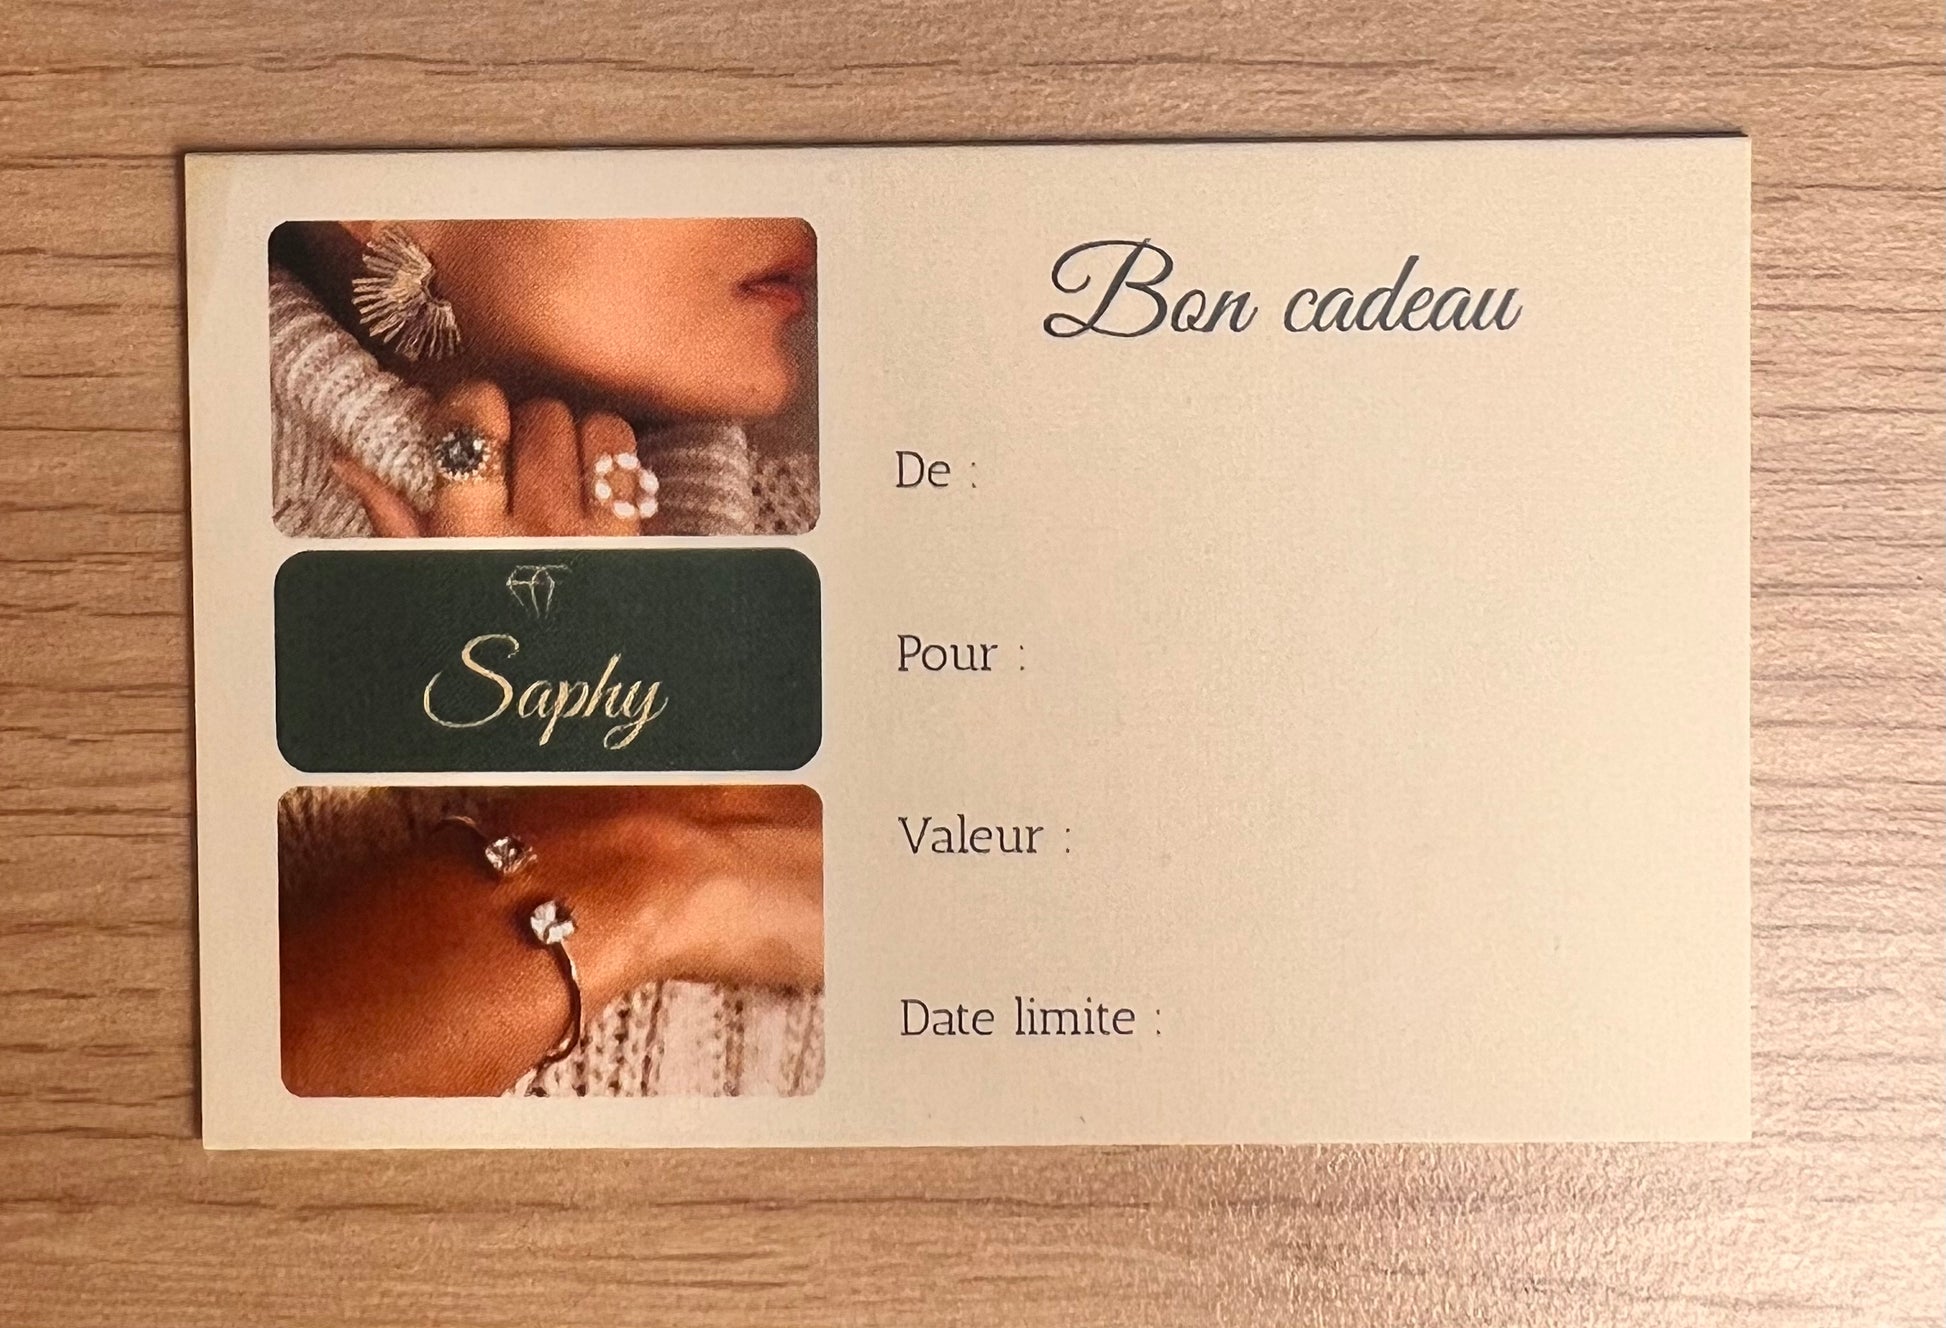 Bon cadeau
De :
Pour :
Saphy
Valeur :
Date limite :